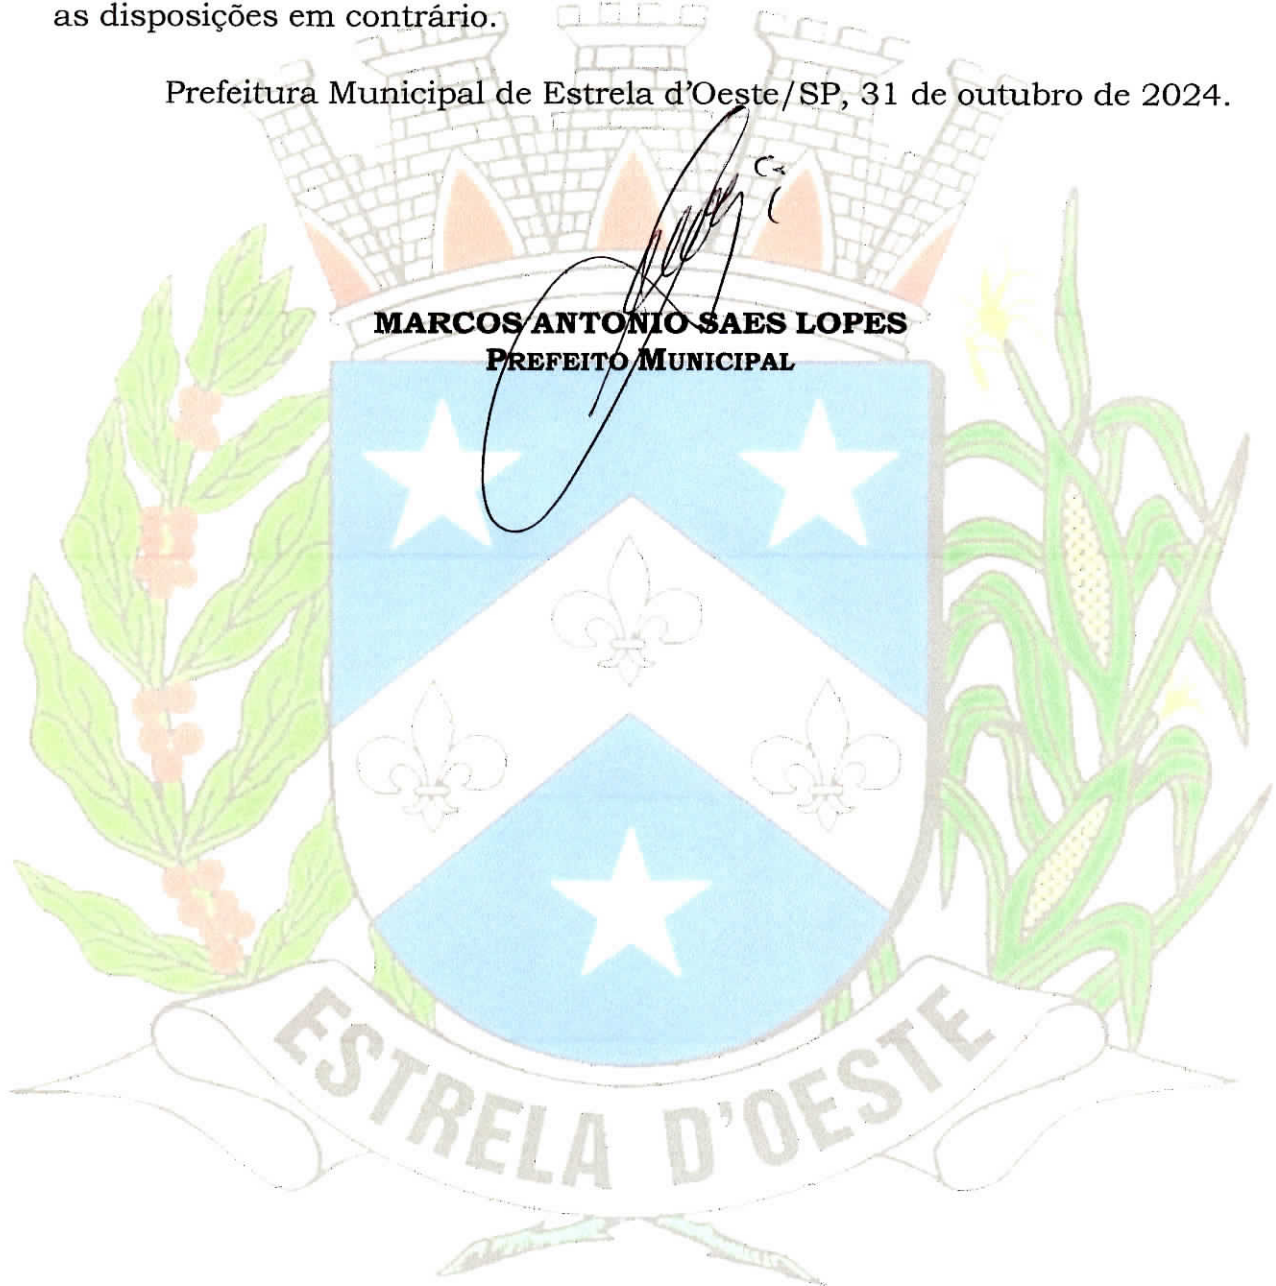 as disposições em contrário.
Prefeitura Municipal de Estrela d'Oeste/SP, 31 de outubro de 2024.
MARCOS ANTONIO SAES LOPES
PREFEITO MUNICIPAL
ESTRELA D'OESTE